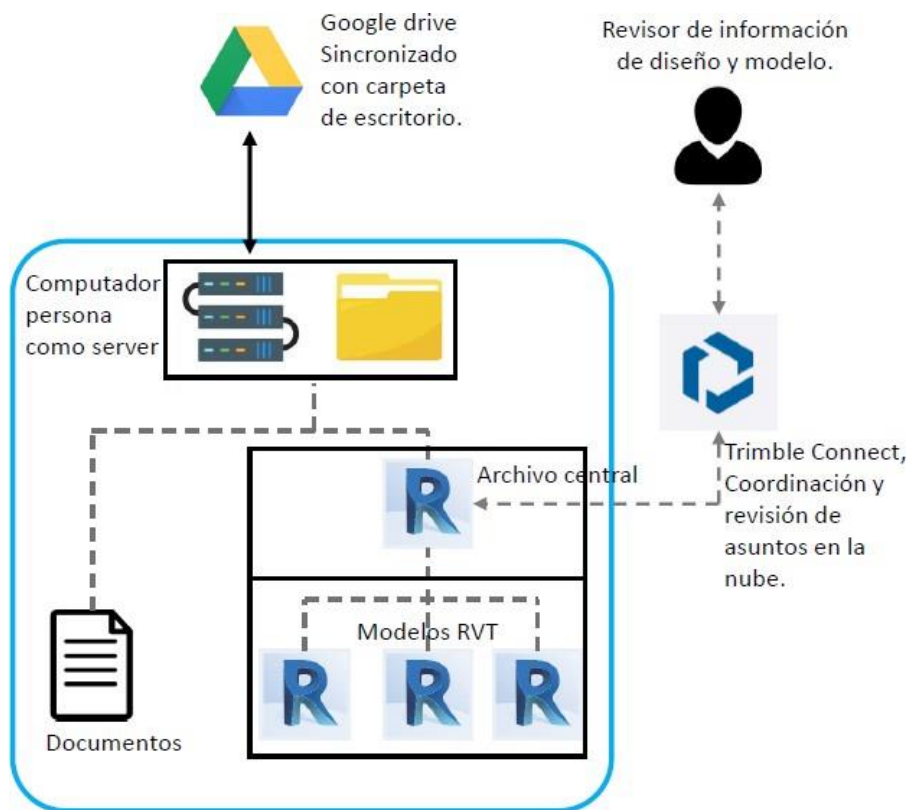 Google drive
Sincronizado
con carpeta
de escritorio.
Revisor de información
de diseño y modelo.
Computador
persona
como server
Archivo central
Trimble Connect,
Coordinación y
revisión de
asuntos en la
nube.
Modelos RVT
Documentos